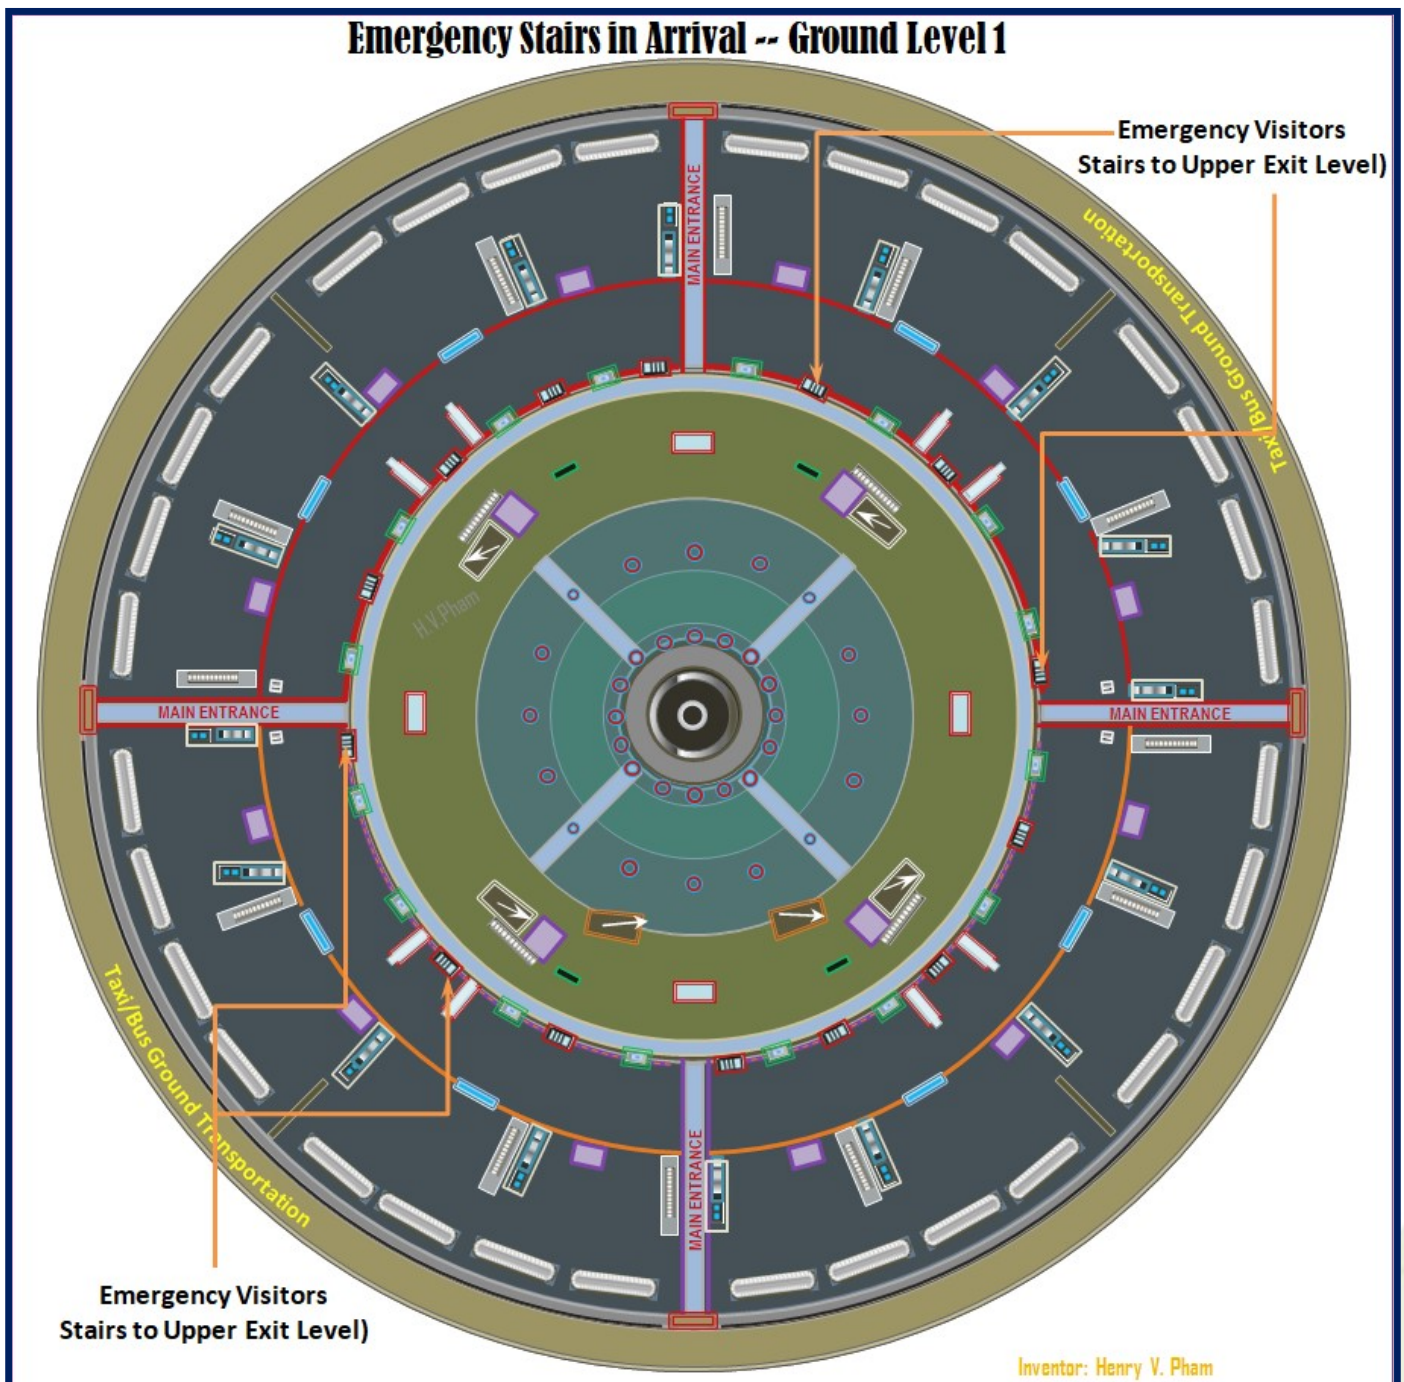 Emergency Stairs in Arrival -- Ground Level 1
Emergency Visitors
Stairs to Upper Exit Level)
Taxi/Bus Ground Transportation
MAIN ENTRANCE
H.V.Pham
MAIN ENTRANCE
MAIN ENTRANCE
Taxi/Bus Ground Transportation
MAIN ENTRANCE
Emergency Visitors
Stairs to Upper Exit Level)
Inventor: Henry V. Pham